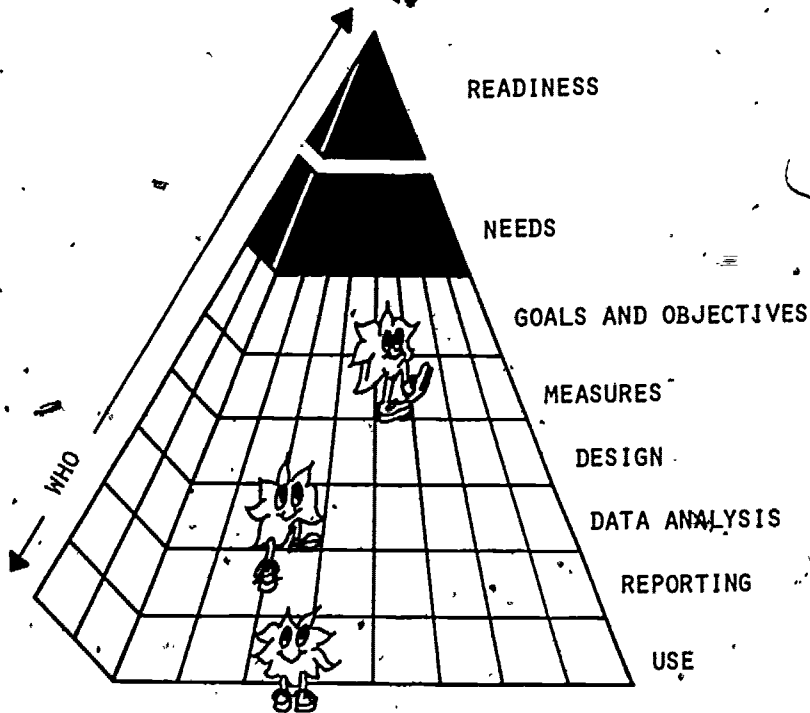 READINESS
NEEDS
GOALS AND OBJECTIVES
MEASURES
DESIGN
WHO
DATA ANALYSIS
REPORTING
USE